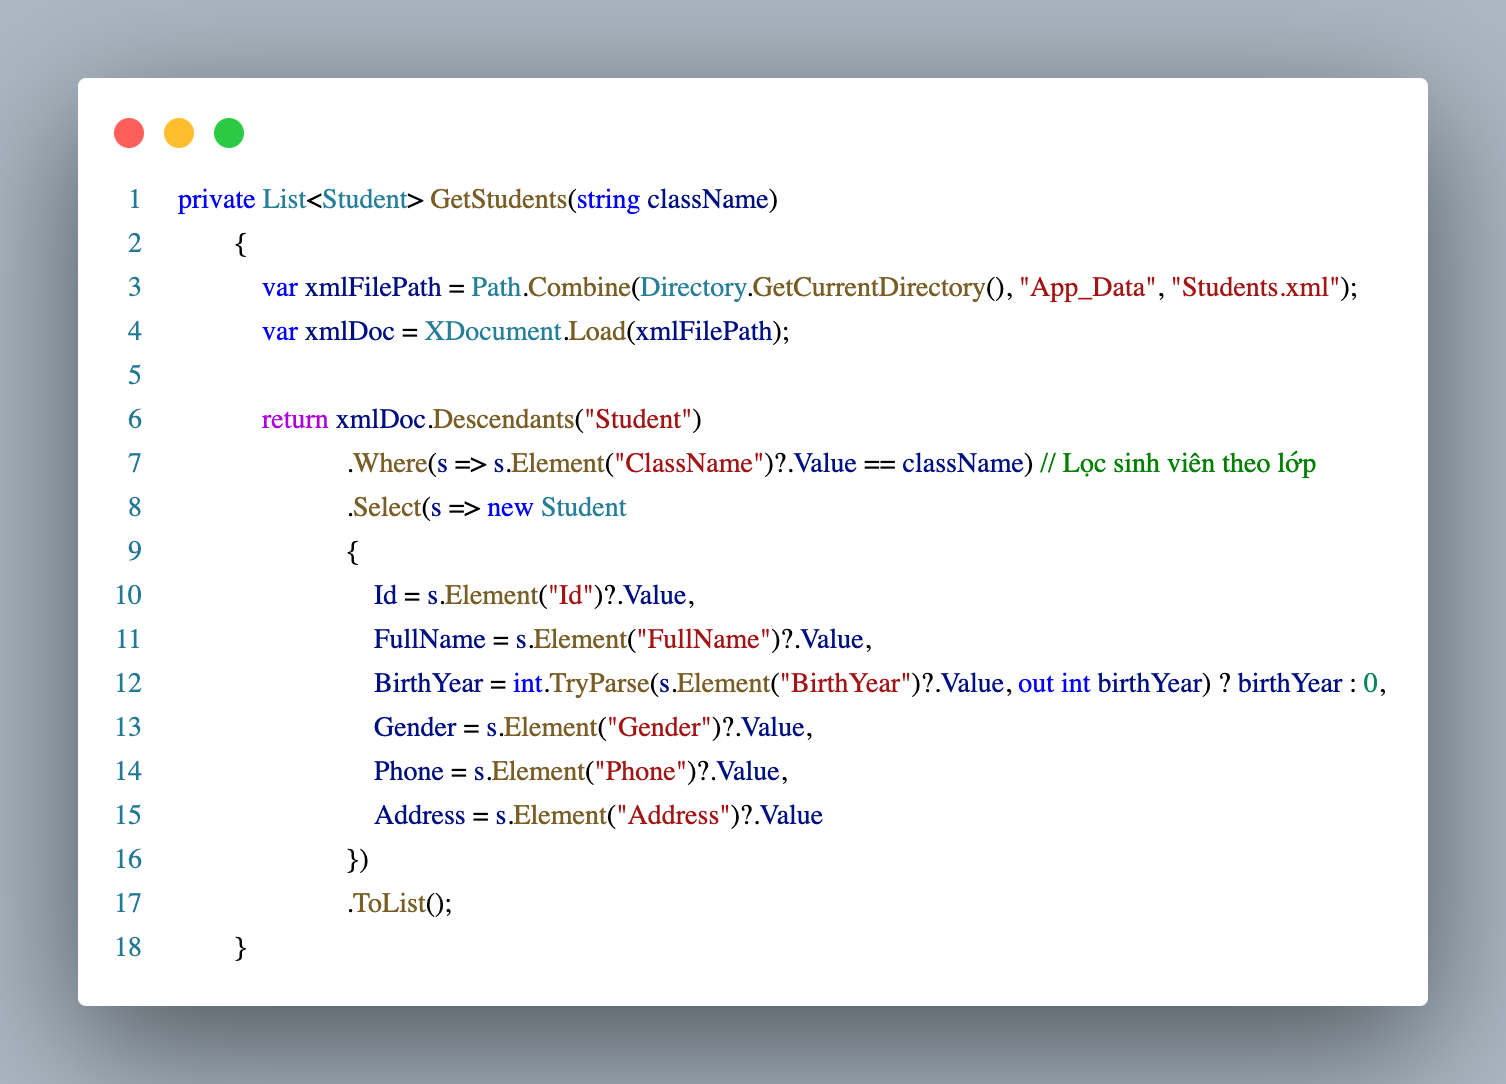 1 private List<Student> GetStudents(string className)
2 {
3 var xmlFilePath = Path.Combine(Directory.GetCurrentDirectory(), "App_Data", "Students.xml");
4 var xmlDoc = XDocument.Load(xmlFilePath);
5
6 return xmlDoc.Descendants("Student")
7 .Where(s => s.Element("ClassName")?.Value == className) // Lọc sinh viên theo lớp
8 .Select(s => new Student
9 {
10 Id = s.Element("Id")?.Value,
11 FullName = s.Element("FullName")?.Value,
12 BirthYear = int.TryParse(s.Element("BirthYear")?.Value, out int birthYear) ? birthYear : 0,
13 Gender = s.Element("Gender")?.Value,
14 Phone = s.Element("Phone")?.Value,
15 Address = s.Element("Address")?.Value
16 })
17 .ToList();
18 }